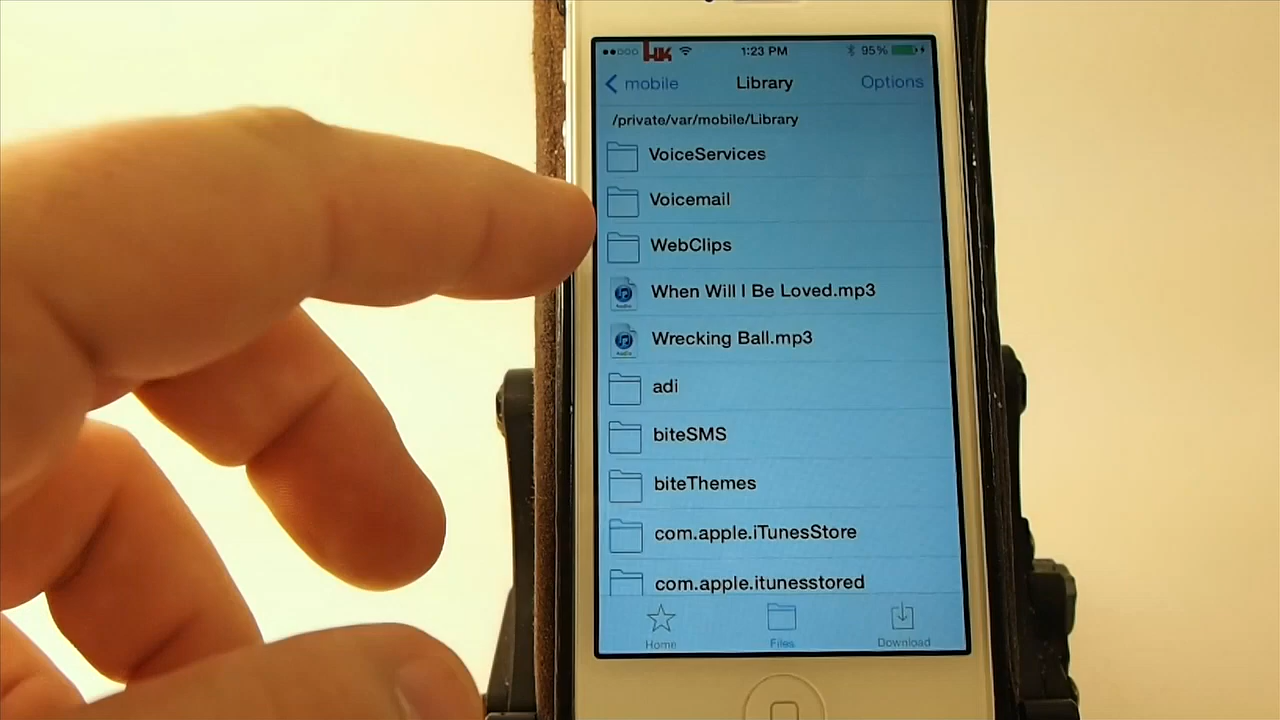 HK 1:23 PM 95%
mobile Library Options
/private/var/mobile/Library
VoiceServices
Voicemail
WebClips
When Will I Be Loved.mp3
Wrecking Ball.mp3
adi
biteSMS
biteThemes
com.apple.iTunesStore
com.apple.itunesstored
Home Files Download